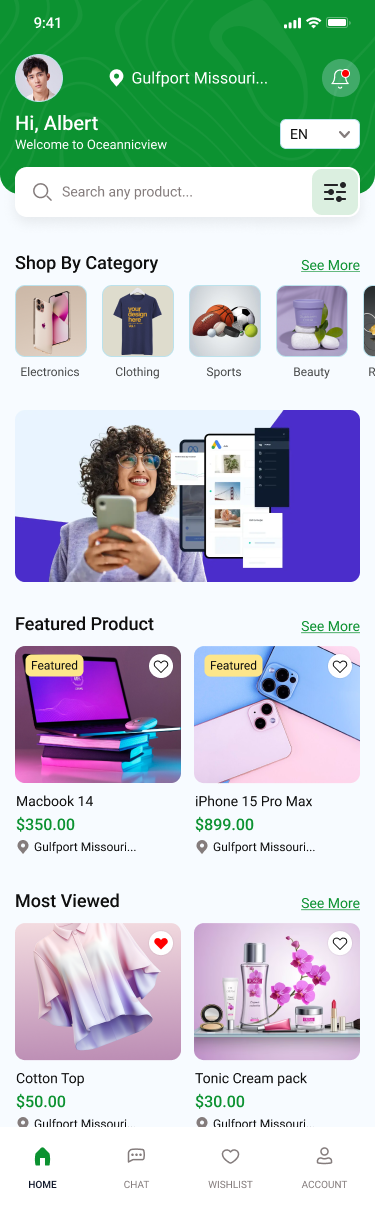 9:41
Gulfport Missouri...
Hi, Albert
Welcome to Oceannicview
EN
Search any product...
Shop By Category
See More
your
design
here
Electronics
Clothing
Sports
Beauty
R
Featured Product
See More
Featured
Featured
Macbook 14
iPhone 15 Pro Max
$350.00
$899.00
Gulfport Missouri...
Gulfport Missouri...
Most Viewed
See More
Cotton Top
Tonic Cream pack
$50.00
$30.00
Gulfport Missouri...
Gulfport Missouri...
HOME
CHAT
WISHLIST
ACCOUNT